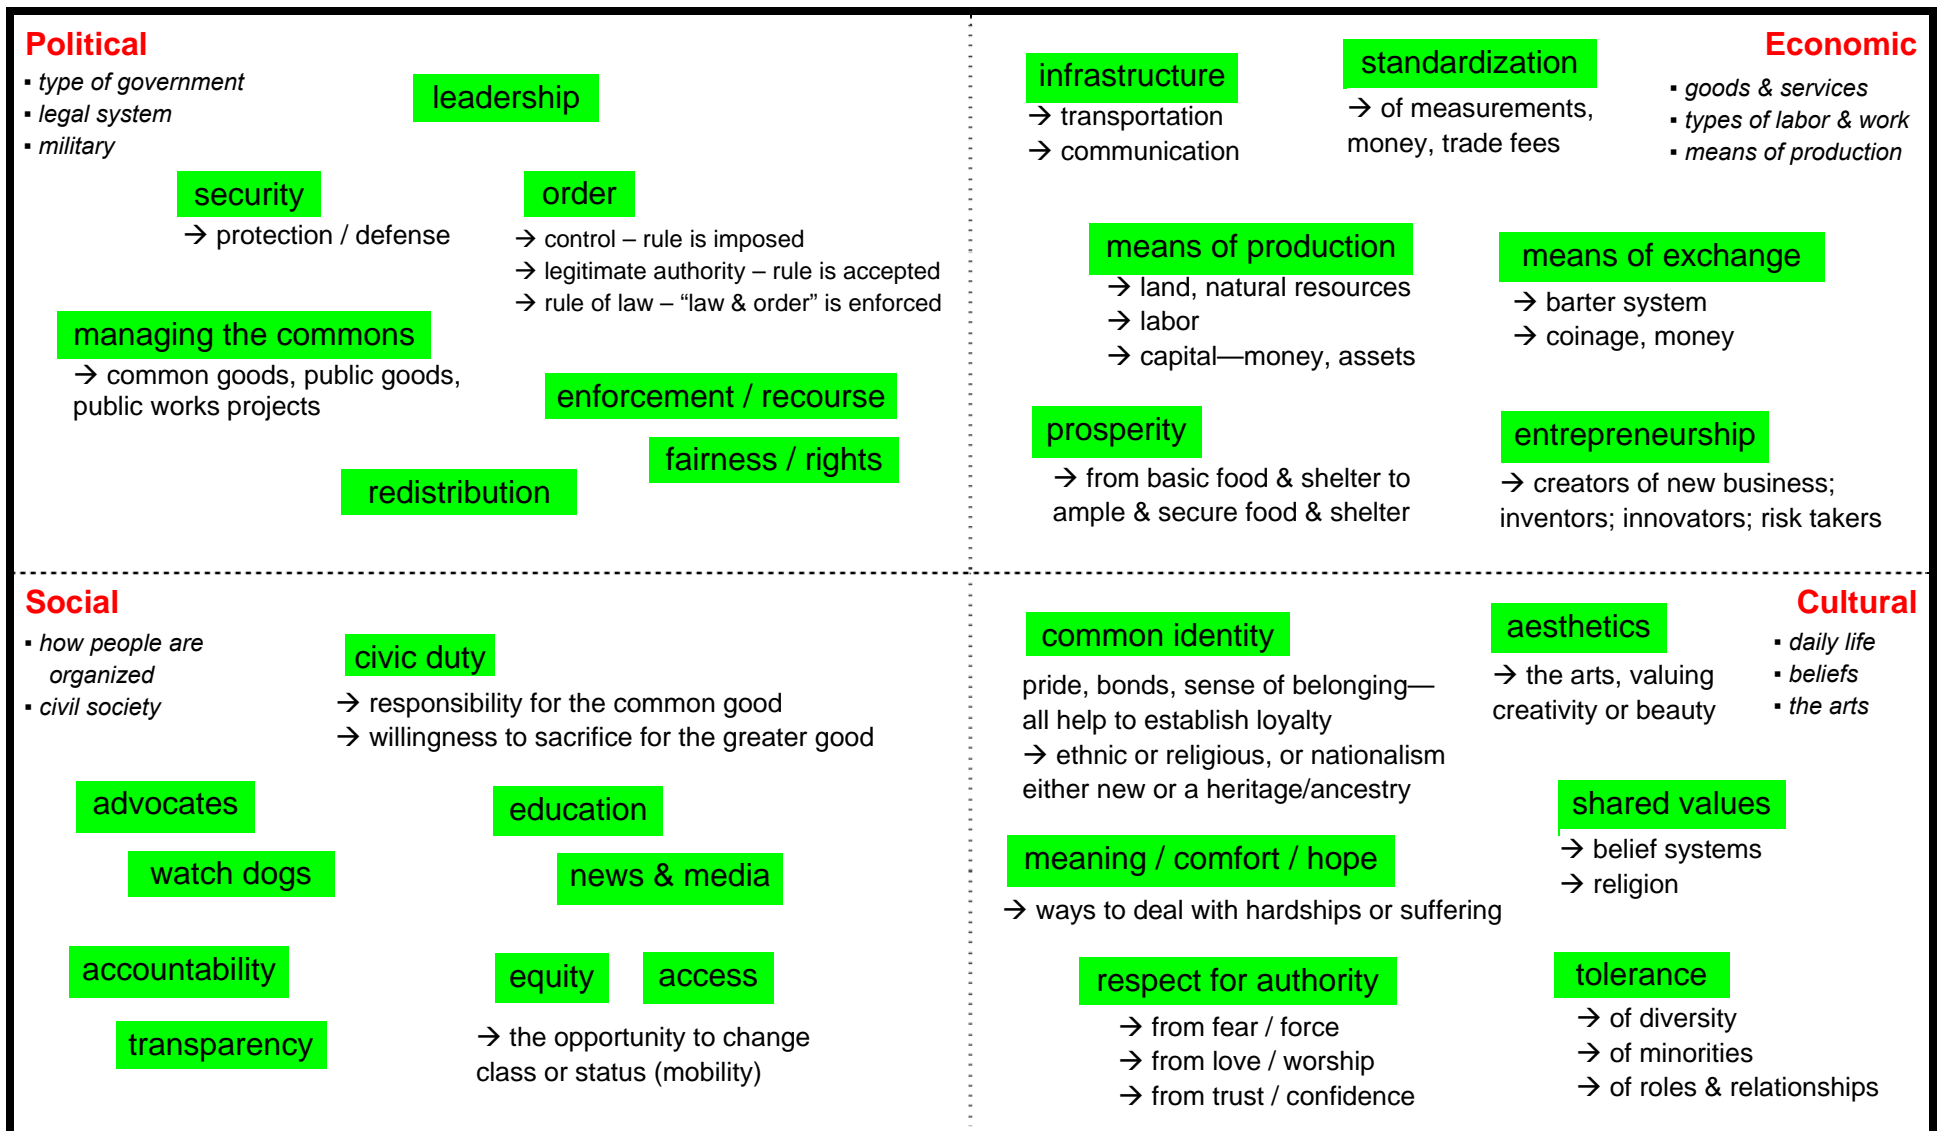 Political
▪ type of government
▪ legal system
▪ military
leadership
security
→ protection / defense
order
→ control – rule is imposed
→ legitimate authority – rule is accepted
→ rule of law – “law & order” is enforced
managing the commons
→ common goods, public goods,
public works projects
enforcement / recourse
fairness / rights
redistribution
Economic
▪ goods & services
▪ types of labor & work
▪ means of production
infrastructure
→ transportation
→ communication
standardization
→ of measurements,
money, trade fees
means of production
→ land, natural resources
→ labor
→ capital—money, assets
means of exchange
→ barter system
→ coinage, money
prosperity
→ from basic food & shelter to
ample & secure food & shelter
entrepreneurship
→ creators of new business;
inventors; innovators; risk takers
Social
▪ how people are
organized
▪ civil society
civic duty
→ responsibility for the common good
→ willingness to sacrifice for the greater good
advocates
watch dogs
education
news & media
accountability
transparency
equity
access
→ the opportunity to change
class or status (mobility)
Cultural
▪ daily life
▪ beliefs
▪ the arts
common identity
pride, bonds, sense of belonging—
all help to establish loyalty
→ ethnic or religious, or nationalism
either new or a heritage/ancestry
aesthetics
→ the arts, valuing
creativity or beauty
shared values
→ belief systems
→ religion
meaning / comfort / hope
→ ways to deal with hardships or suffering
respect for authority
→ from fear / force
→ from love / worship
→ from trust / confidence
tolerance
→ of diversity
→ of minorities
→ of roles & relationships